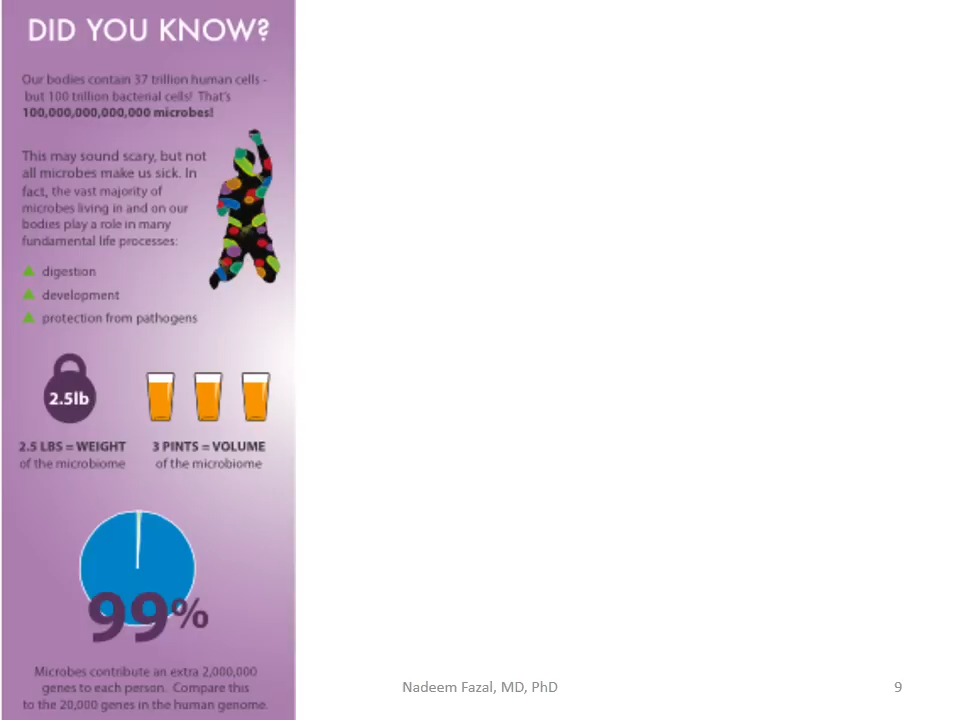 DID YOU KNOW?
Our bodies contain 37 trillion human cells -
but 100 trillion bacterial cells! That's
100,000,000,000,000 microbes!
This may sound scary, but not
all microbes make us sick. In
fact, the vast majority of
microbes living in and on our
bodies play a role in many
fundamental life processes:
digestion
development
protection from pathogens
2.5lb
2.5 LBS = WEIGHT
of the microbiome
3 PINTS = VOLUME
of the microbiome
99%
Microbes contribute an extra 2,000,000
genes to each person. Compare this
to the 20,000 genes in the human genome.
Nadeem Fazal, MD, PhD
9